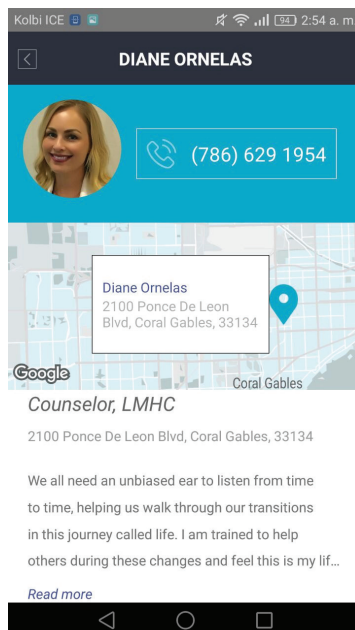 Kolbi ICE 94 2:54 a. m
DIANE ORNELAS
(786) 629 1954
Diane Ornelas
2100 Ponce De Leon
Blvd, Coral Gables, 33134
Google
Coral Gables
Counselor, LMHC
2100 Ponce De Leon Blvd, Coral Gables, 33134
We all need an unbiased ear to listen from time
to time, helping us walk through our transitions
in this journey called life. I am trained to help
others during these changes and feel this is my lif...
Read more